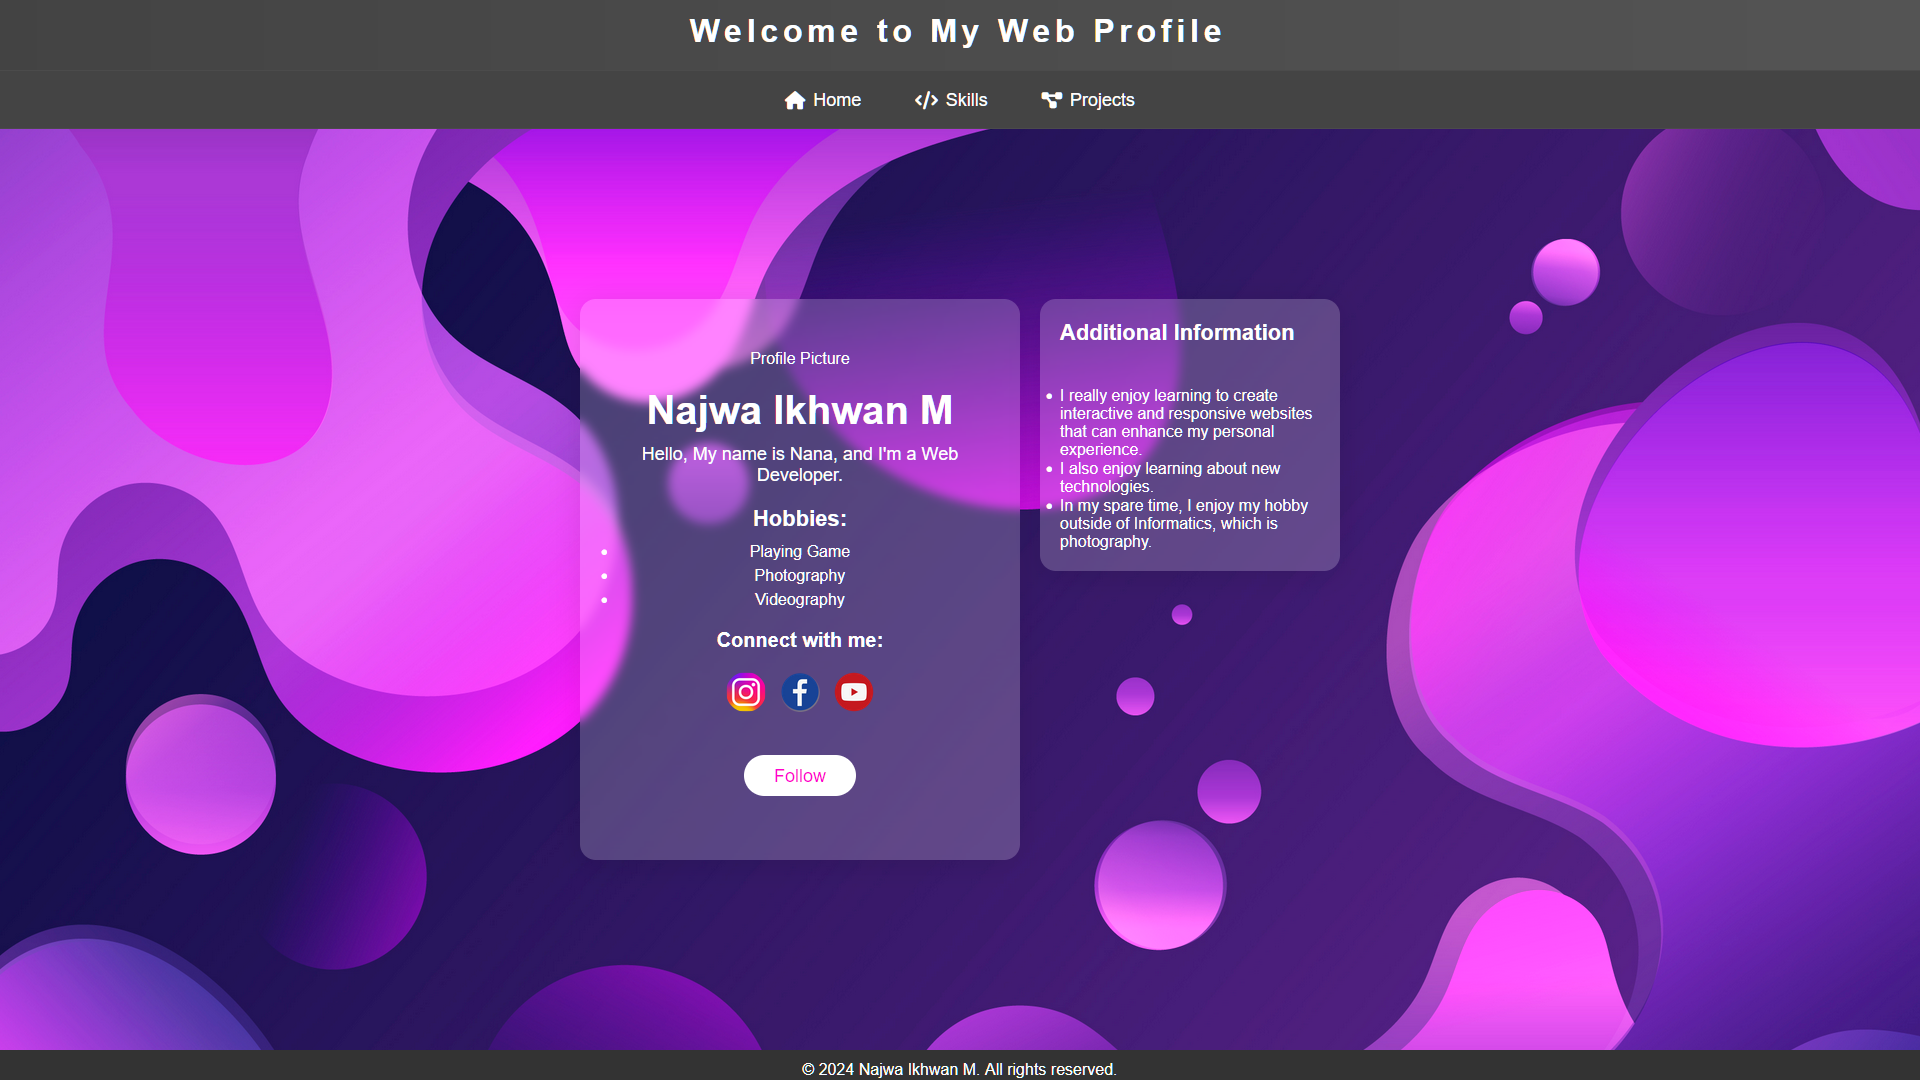 Welcome to My Web Profile
Home
Skills
Projects
Profile Picture
Najwa Ikhwan M
Hello, My name is Nana, and I'm a Web
Developer.
Hobbies:
• Playing Game
• Photography
• Videography
Connect with me:
Follow
Additional Information
• I really enjoy learning to create
interactive and responsive websites
that can enhance my personal
experience.
• I also enjoy learning about new
technologies.
• In my spare time, I enjoy my hobby
outside of Informatics, which is
photography.
© 2024 Najwa Ikhwan M. All rights reserved.